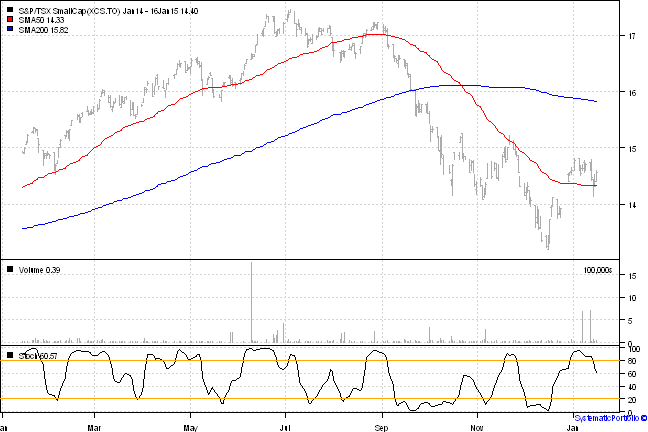 S&P/TSX SmallCap(XCS.TO) Jan14 - 16Jan15 14.40
SMA50 14.33
SMA200 15.82
17
16
15
14
Volume 0.39
100,000s
15
10
5
0
Stoch 60.57
100
80
60
40
20
0
an Mar May Jul Sep Nov Jan
SystematicPortfolio ©